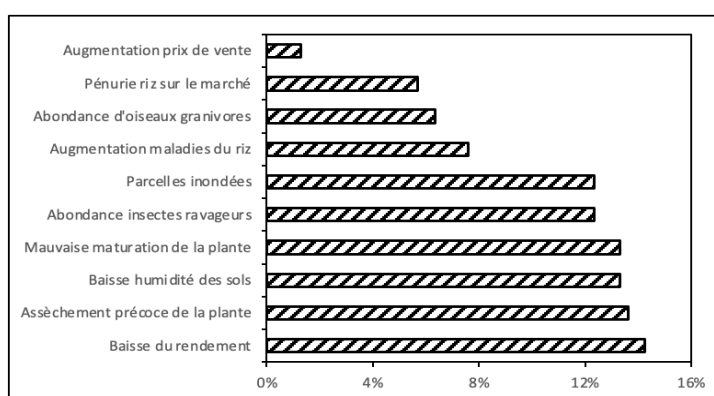 Augmentation prix de vente
Pénurie riz sur le marché
Abondance d'oiseaux granivores
Augmentation maladies du riz
Parcelles inondées
Abondance insectes ravageurs
Mauvaise maturation de la plante
Baisse humidité des sols
Assèchement précoce de la plante
Baisse du rendement
0% 4% 8% 12% 16%